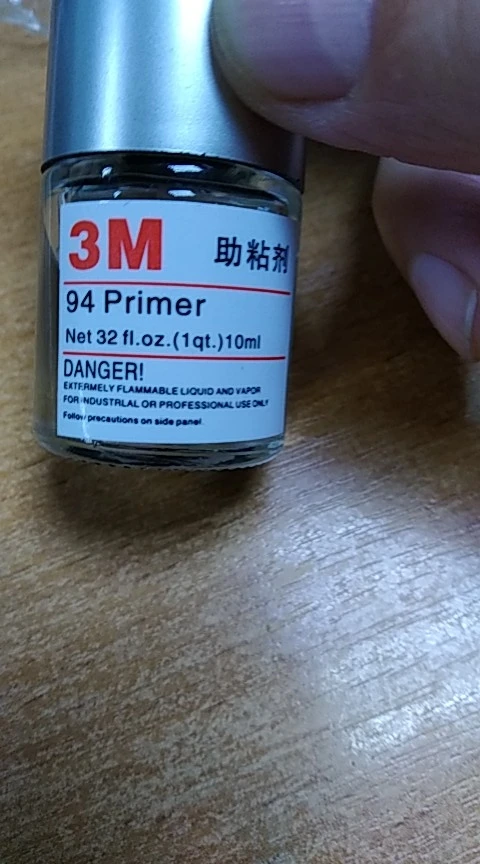 3M 助粘剂
94 Primer
Net 32 fl.oz.(1qt.)10ml
DANGER!
EXTERMELY FLAMMABLE LIQUID AND VAPOR
FOR INDUSTRLAL OR PROFESSIONAL USE ONLY
Follow precautions on side panel.